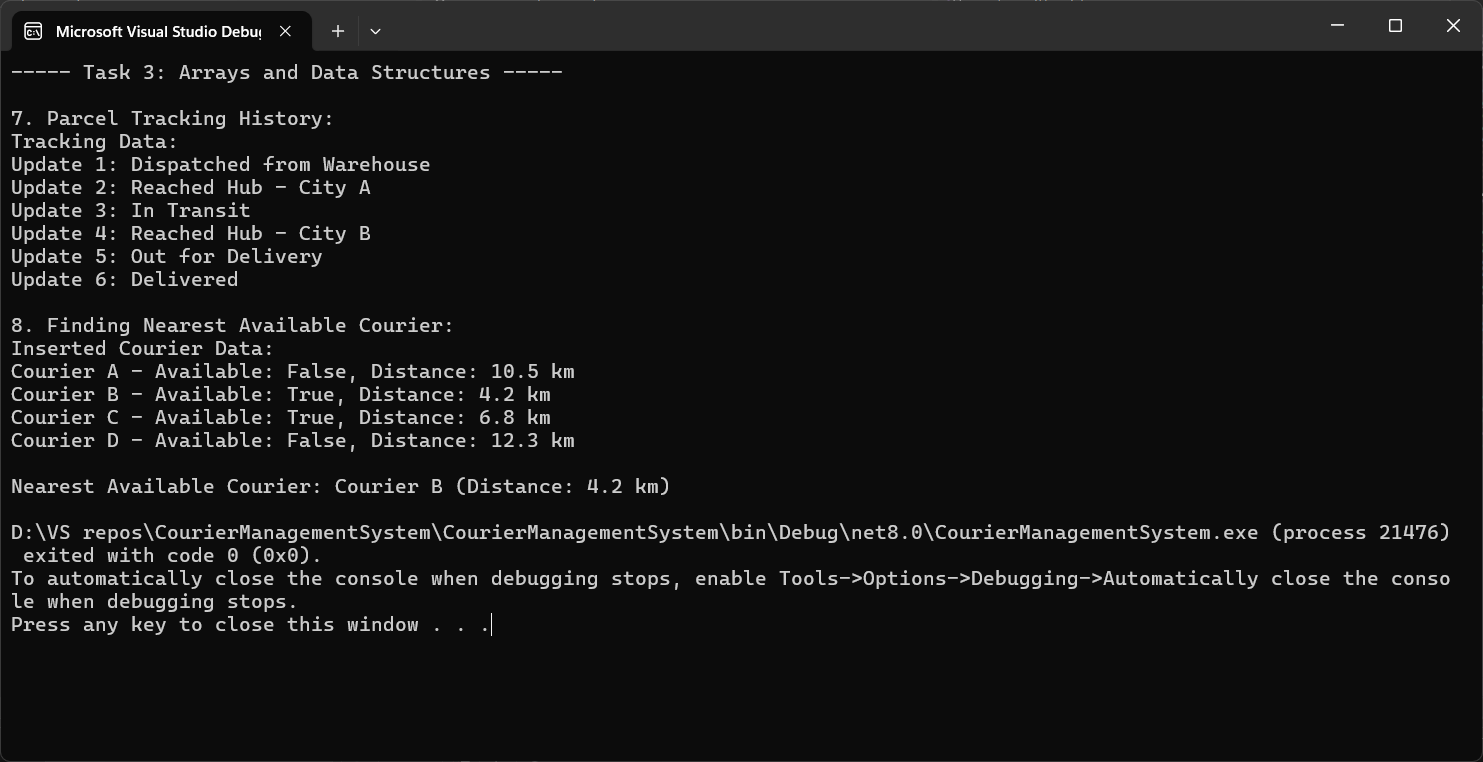 Microsoft Visual Studio Debug
----- Task 3: Arrays and Data Structures -----
7. Parcel Tracking History:
Tracking Data:
Update 1: Dispatched from Warehouse
Update 2: Reached Hub - City A
Update 3: In Transit
Update 4: Reached Hub - City B
Update 5: Out for Delivery
Update 6: Delivered
8. Finding Nearest Available Courier:
Inserted Courier Data:
Courier A - Available: False, Distance: 10.5 km
Courier B - Available: True, Distance: 4.2 km
Courier C - Available: True, Distance: 6.8 km
Courier D - Available: False, Distance: 12.3 km
Nearest Available Courier: Courier B (Distance: 4.2 km)
D:\VS repos\CourierManagementSystem\CourierManagementSystem\bin\Debug\net8.0\CourierManagementSystem.exe (process 21476)
exited with code 0 (0x0).
To automatically close the console when debugging stops, enable Tools->Options->Debugging->Automatically close the conso
le when debugging stops.
Press any key to close this window . . .